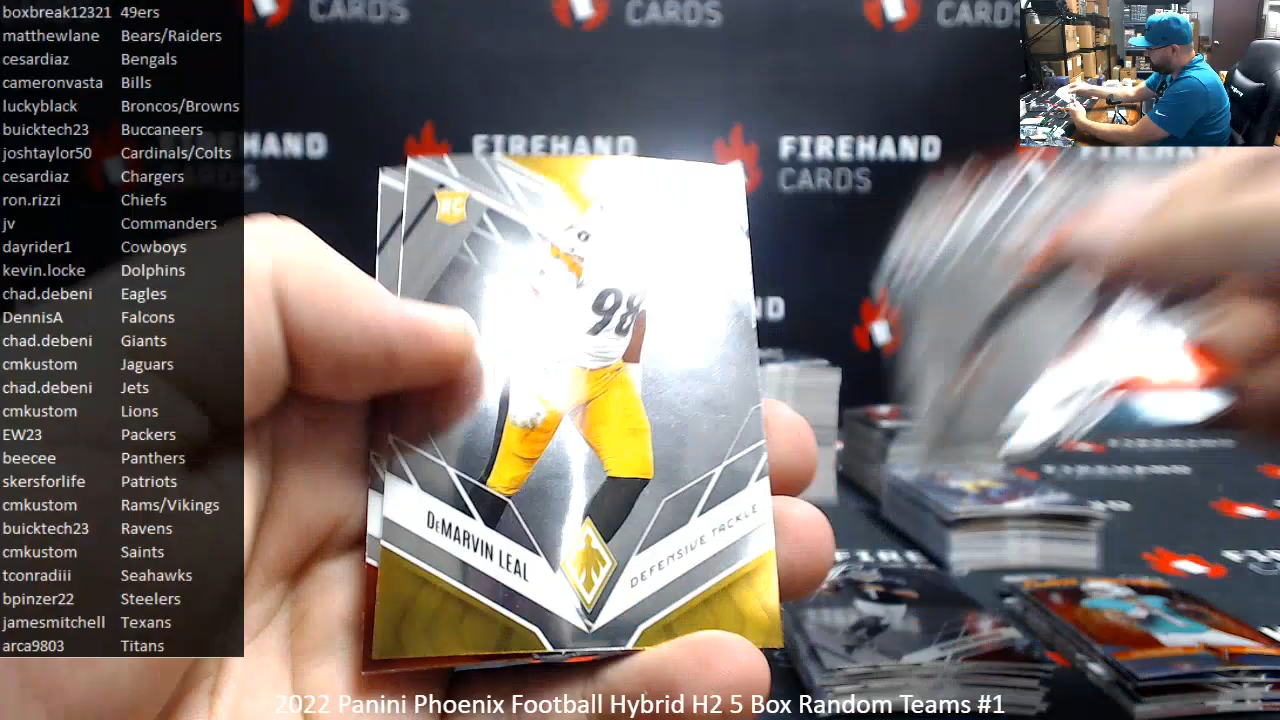 boxbreak12321 49ers
matthewlane Bears/Raiders
cesardiaz Bengals
cameronvasta Bills
luckyblack Broncos/Browns
buicktech23 Buccaneers
joshtaylor50 Cardinals/Colts
cesardiaz Chargers
ron.rizzi Chiefs
jv Commanders
dayrider1 Cowboys
kevin.locke Dolphins
chad.debeni Eagles
DennisA Falcons
chad.debeni Giants
cmkustom Jaguars
chad.debeni Jets
cmkustom Lions
EW23 Packers
beecee Panthers
skersforlife Patriots
cmkustom Rams/Vikings
buicktech23 Ravens
cmkustom Saints
tconradiii Seahawks
bpinzer22 Steelers
jamesmitchell Texans
arca9803 Titans
CARDS
CARDS
CARDS
FIREHAND
CARDS
FIREHAND
CARDS
RC
98
DeMARVIN LEAL
DEFENSIVE TACKLE
2022 Panini Phoenix Football Hybrid H2 5 Box Random Teams #1